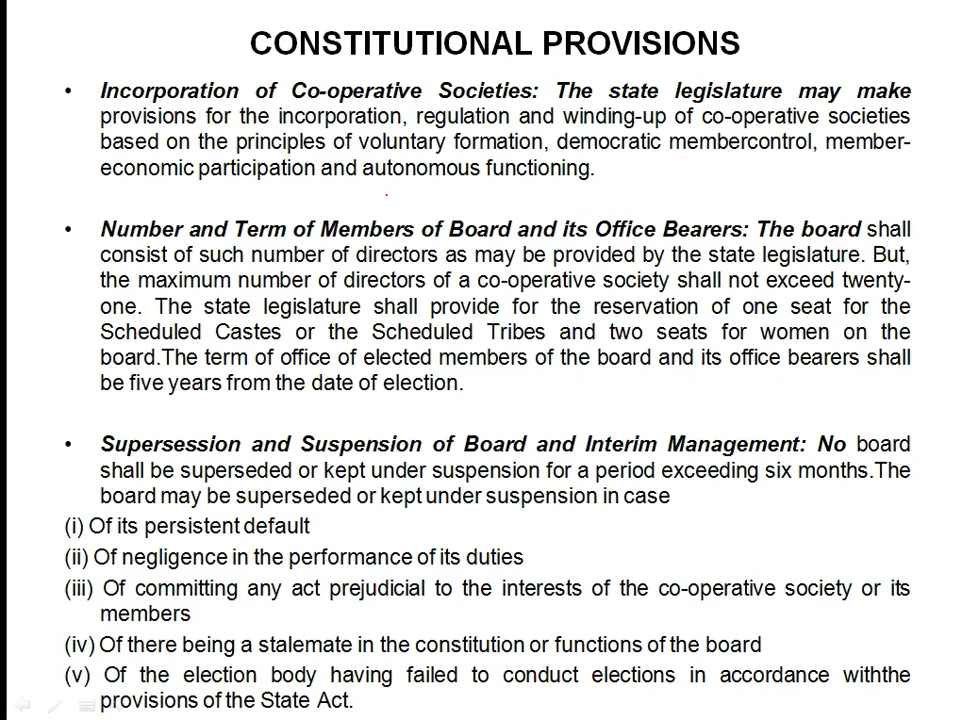 CONSTITUTIONAL PROVISIONS
• Incorporation of Co-operative Societies: The state legislature may make
provisions for the incorporation, regulation and winding-up of co-operative societies
based on the principles of voluntary formation, democratic membercontrol, member-
economic participation and autonomous functioning.
• Number and Term of Members of Board and its Office Bearers: The board shall
consist of such number of directors as may be provided by the state legislature. But,
the maximum number of directors of a co-operative society shall not exceed twenty-
one. The state legislature shall provide for the reservation of one seat for the
Scheduled Castes or the Scheduled Tribes and two seats for women on the
board.The term of office of elected members of the board and its office bearers shall
be five years from the date of election.
• Supersession and Suspension of Board and Interim Management: No board
shall be superseded or kept under suspension for a period exceeding six months.The
board may be superseded or kept under suspension in case
(i) Of its persistent default
(ii) Of negligence in the performance of its duties
(iii) Of committing any act prejudicial to the interests of the co-operative society or its
members
(iv) Of there being a stalemate in the constitution or functions of the board
(v) Of the election body having failed to conduct elections in accordance withthe
provisions of the State Act.